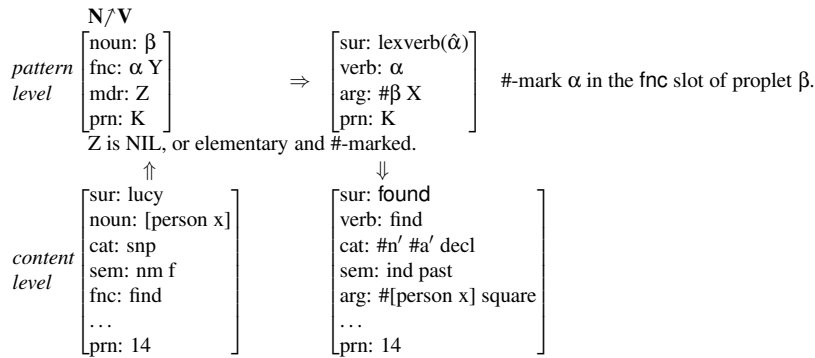 N↗V
pattern level [noun: β fnc: α Y mdr: Z prn: K] ⇒ [sur: lexverb(α̂) verb: α arg: #β X prn: K] #-mark α in the fnc slot of proplet β.
Z is NIL, or elementary and #-marked.
⇑ ⇓
content level [sur: lucy noun: [person x] cat: snp sem: nm f fnc: find ... prn: 14] [sur: found verb: find cat: #n′ #a′ decl sem: ind past arg: #[person x] square ... prn: 14]